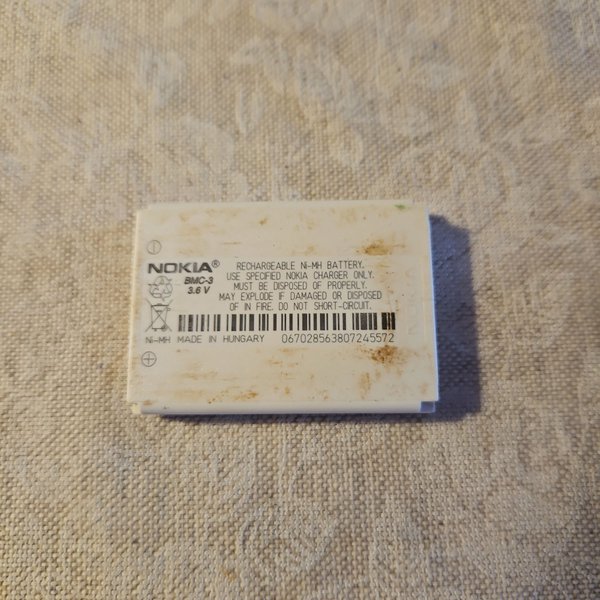 NOKIA®
BMC-3
3.6 V
RECHARGEABLE Ni-MH BATTERY.
USE SPECIFIED NOKIA CHARGER ONLY.
MUST BE DISPOSED OF PROPERLY.
MAY EXPLODE IF DAMAGED OR DISPOSED
OF IN FIRE. DO NOT SHORT-CIRCUIT.
Ni-MH MADE IN HUNGARY 067028563807245572